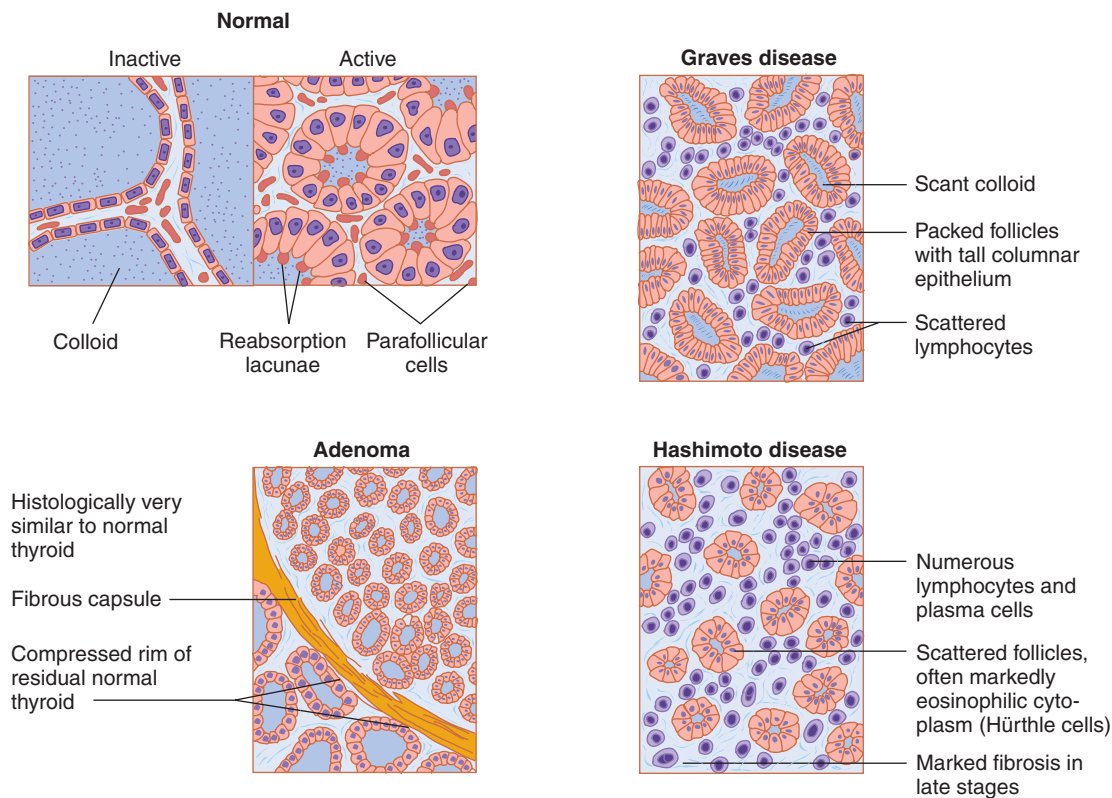 Normal
Inactive
Active
Colloid
Reabsorption
lacunae
Parafollicular
cells
Graves disease
Scant colloid
Packed follicles
with tall columnar
epithelium
Scattered
lymphocytes
Adenoma
Histologically very
similar to normal
thyroid
Fibrous capsule
Compressed rim of
residual normal
thyroid
Hashimoto disease
Numerous
lymphocytes and
plasma cells
Scattered follicles,
often markedly
eosinophilic cyto-
plasm (Hürthle cells)
Marked fibrosis in
late stages